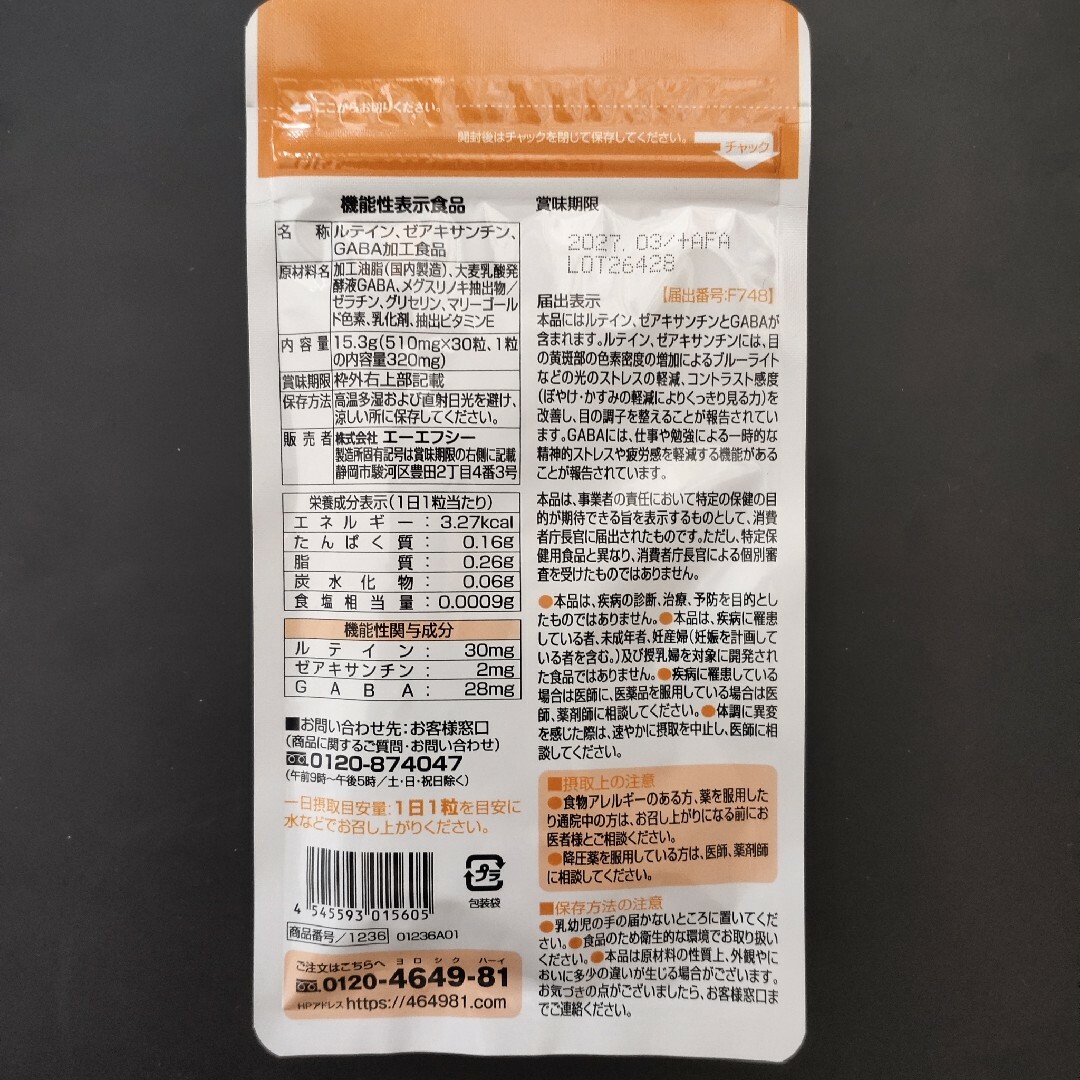 ここからお切りください。
開封後はチャックを閉じて保存してください。
チャック
機能性表示食品
名称 ルテイン、ゼアキサンチン、
GABA加工食品
原材料名 加工油脂(国内製造)、大麦乳酸発
酵液GABA、メグスリノキ抽出物/
ゼラチン、グリセリン、マリーゴール
ド色素、乳化剤、抽出ビタミンE
内容量 15.3g(510mg×30粒、1粒
の内容量320mg)
賞味期限 枠外右上部記載
保存方法 高温多湿および直射日光を避け、
涼しい所に保存してください。
販売者 株式会社 エーエフシー
製造所固有記号は賞味期限の右側に記載
静岡市駿河区豊田2丁目4番3号
栄養成分表示(1日1粒当たり)
エネルギー: 3.27kcal
たんぱく質: 0.16g
脂質: 0.26g
炭水化物: 0.06g
食塩相当量: 0.0009g
機能性関与成分
ルテイン: 30mg
ゼアキサンチン: 2mg
GABA: 28mg
■お問い合わせ先:お客様窓口
(商品に関するご質問・お問い合わせ)
0120-874047
(午前9時〜午後5時/土・日・祝日除く)
一日摂取目安量:1日1粒を目安に
水などでお召し上がりください。
4 545593 015605
プラ
包装袋
商品番号/1236 01236A01
ご注文はこちらへ ヨロシク ハーイ
0120-4649-81
HPアドレス https://464981.com
賞味期限
2027. 03/+AFA
LOT26428
届出表示 【届出番号:F748】
本品にはルテイン、ゼアキサンチンとGABAが
含まれます。ルテイン、ゼアキサンチンには、目
の黄斑部の色素密度の増加によるブルーライト
などの光のストレスの軽減、コントラスト感度
(ぼやけ・かすみの軽減によりくっきり見る力)を
改善し、目の調子を整えることが報告されてい
ます。GABAには、仕事や勉強による一時的な
精神的ストレスや疲労感を軽減する機能がある
ことが報告されています。
本品は、事業者の責任において特定の保健の目
的が期待できる旨を表示するものとして、消費
者庁長官に届出されたものです。ただし、特定保
健用食品と異なり、消費者庁長官による個別審
査を受けたものではありません。
●本品は、疾病の診断、治療、予防を目的とし
たものではありません。●本品は、疾病に罹患
している者、未成年者、妊産婦(妊娠を計画して
いる者を含む。)及び授乳婦を対象に開発され
た食品ではありません。●疾病に罹患している
場合は医師に、医薬品を服用している場合は医
師、薬剤師に相談してください。●体調に異変
を感じた際は、速やかに摂取を中止し、医師に相
談してください。
■摂取上の注意
●食物アレルギーのある方、薬を服用した
り通院中の方は、お召し上がりになる前にお
医者様とご相談ください。
●降圧薬を服用している方は、医師、薬剤師
に相談してください。
■保存方法の注意
●乳幼児の手の届かないところに置いてくだ
さい。●食品のため衛生的な環境でお取り扱い
ください。●本品は原材料の性質上、外観やに
おいに多少の違いが生じる場合がございます。
お気づきの点がございましたら、お客様窓口ま
でご連絡ください。